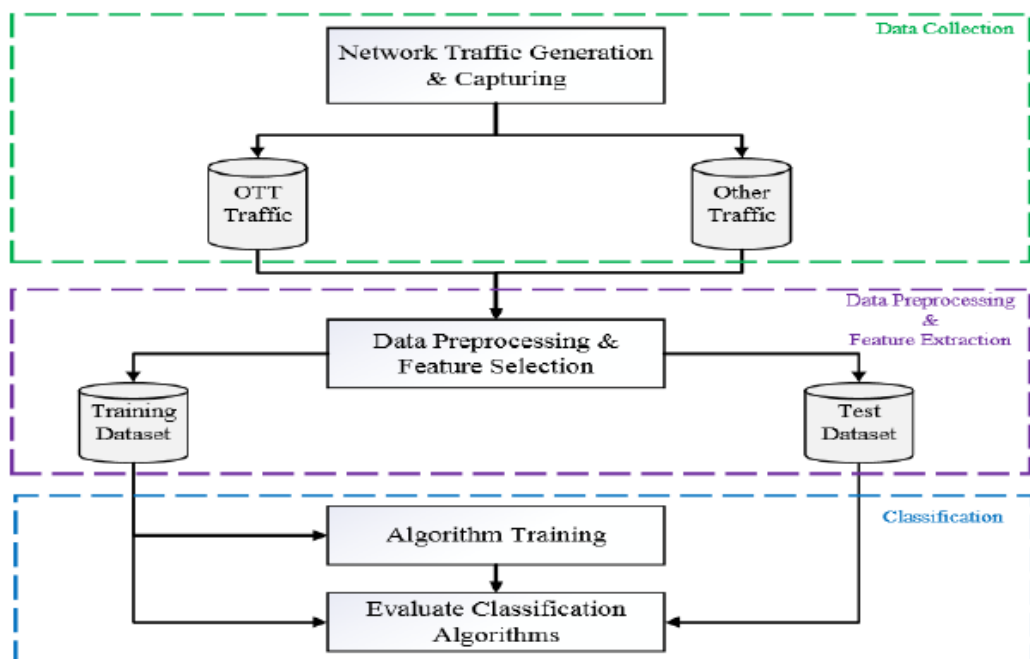 Data Collection
Network Traffic Generation
& Capturing
OTT
Traffic
Other
Traffic
Data Preprocessing
&
Feature Extraction
Data Preprocessing &
Feature Selection
Training
Dataset
Test
Dataset
Classification
Algorithm Training
Evaluate Classification
Algorithms